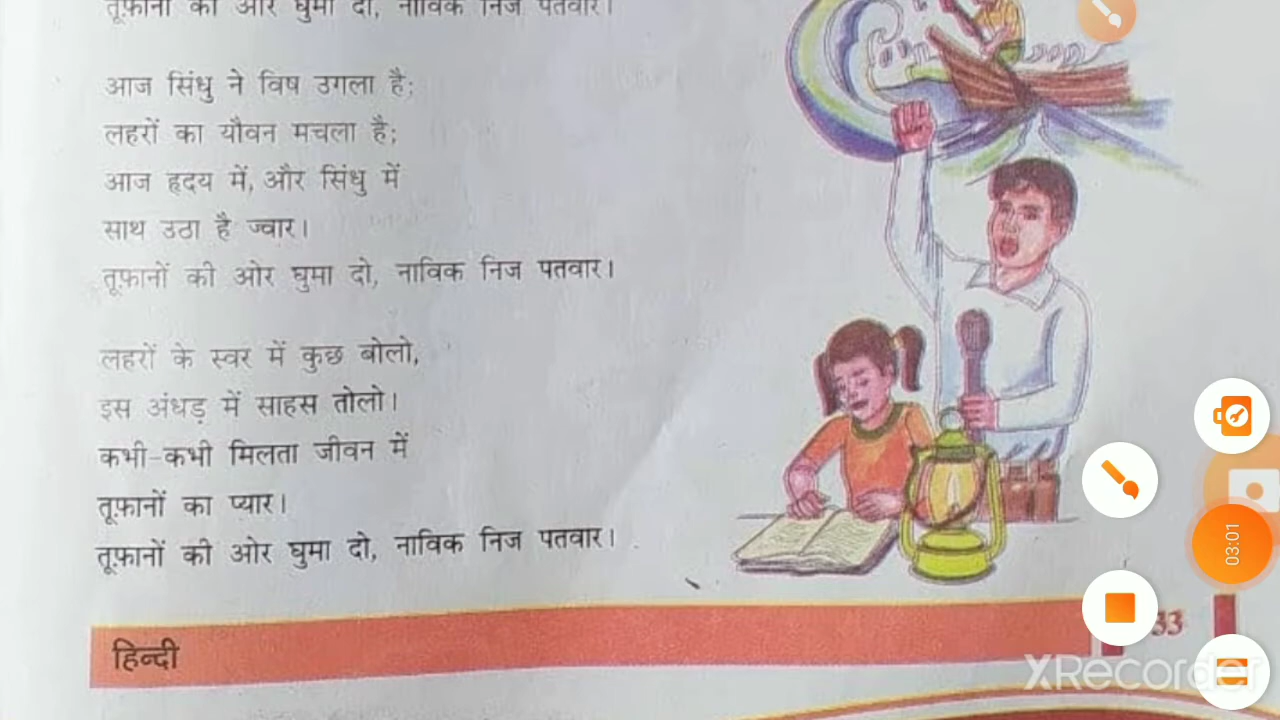 तूफ़ानों की ओर घुमा दो, नाविक निज पतवार।
आज सिंधु ने विष उगला है;
लहरों का यौवन मचला है;
आज हृदय में, और सिंधु में
साथ उठा है ज्वार।
तूफ़ानों की ओर घुमा दो, नाविक निज पतवार।
लहरों के स्वर में कुछ बोलो,
इस अंधड़ में साहस तोलो।
कभी-कभी मिलता जीवन में
तूफ़ानों का प्यार।
तूफ़ानों की ओर घुमा दो, नाविक निज पतवार।
हिन्दी
33
03:01
XRecorder